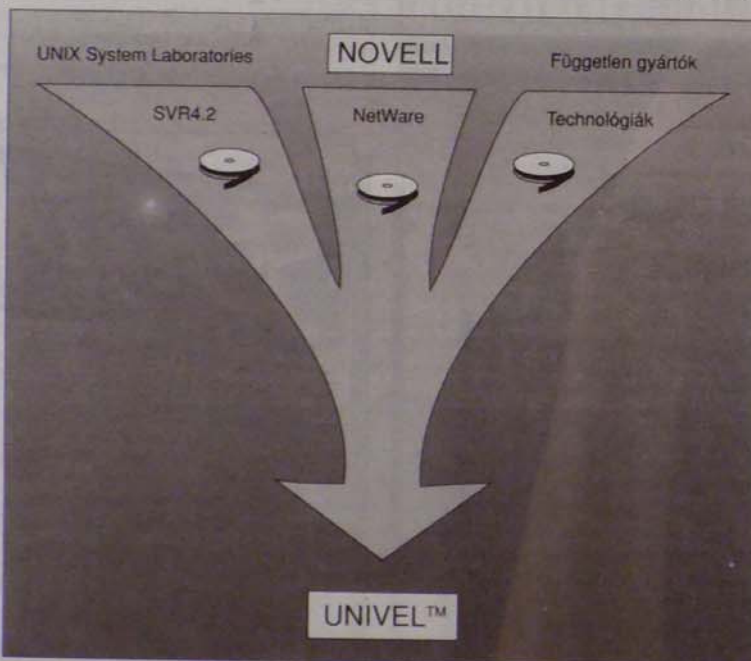 UNIX System Laboratories
NOVELL
Független gyártók
SVR4.2
NetWare
Technológiák
UNIVEL™